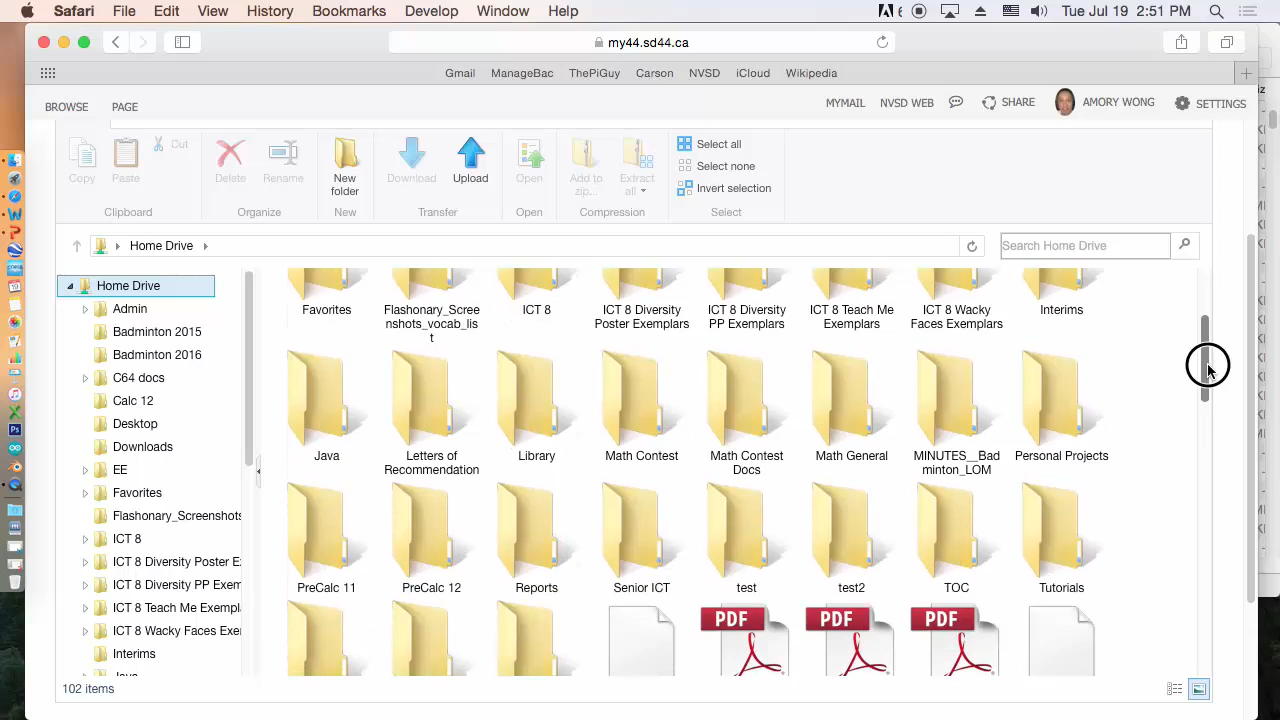 Safari File Edit View History Bookmarks Develop Window Help
6 Tue Jul 19 2:51 PM
my44.sd44.ca
Gmail ManageBac ThePiGuy Carson NVSD iCloud Wikipedia
BROWSE PAGE MYMAIL NVSD WEB SHARE AMORY WONG SETTINGS
Copy Paste Cut Delete Rename New folder Download Upload Open Add to zip... Extract all Select all
Select none
Invert selection
Clipboard Organize New Transfer Open Compression Select
Home Drive Search Home Drive
Home Drive
Admin
Badminton 2015
Badminton 2016
C64 docs
Calc 12
Desktop
Downloads
EE
Favorites
Flashonary_Screenshots
ICT 8
ICT 8 Diversity Poster E
ICT 8 Diversity PP Exem
ICT 8 Teach Me Exempl
ICT 8 Wacky Faces Exe
Interims
Favorites Flashonary_Scree ICT 8 ICT 8 Diversity ICT 8 Diversity ICT 8 Teach Me ICT 8 Wacky Interims
nshots_vocab_lis Poster Exemplars PP Exemplars Exemplars Faces Exemplars
t
Java Letters of Library Math Contest Math Contest Math General MINUTES__Bad Personal Projects
Recommendation Docs minton_LOM
PreCalc 11 PreCalc 12 Reports Senior ICT test test2 TOC Tutorials
PDF PDF PDF
102 items